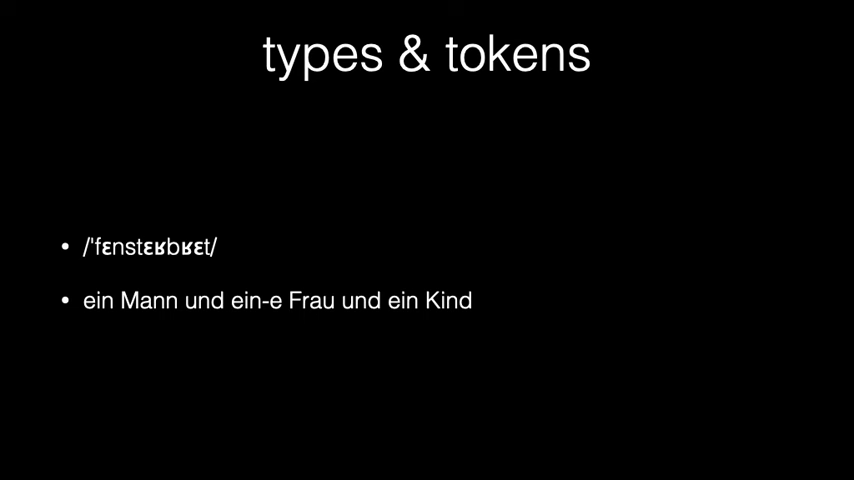 types & tokens
• /ˈfɛnstɛʁbʁɛt/
• ein Mann und ein-e Frau und ein Kind